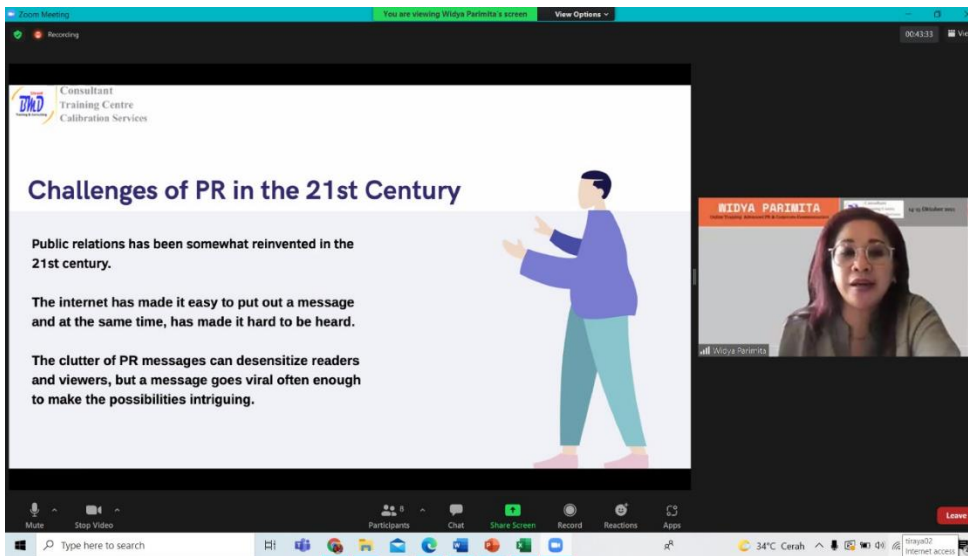 Zoom Meeting
You are viewing Widya Parimita's screen
View Options
Recording
00:43:33
BMD
Consultant
Training Centre
Calibration Services
Challenges of PR in the 21st Century
Public relations has been somewhat reinvented in the
21st century.
The internet has made it easy to put out a message
and at the same time, has made it hard to be heard.
The clutter of PR messages can desensitize readers
and viewers, but a message goes viral often enough
to make the possibilities intriguing.
WIDYA PARIMITA
Widya Parimita
Mute
Stop Video
Participants
8
Chat
Share Screen
Record
Reactions
Apps
Leave
Type here to search
34°C Cerah
tiraya02
Internet access